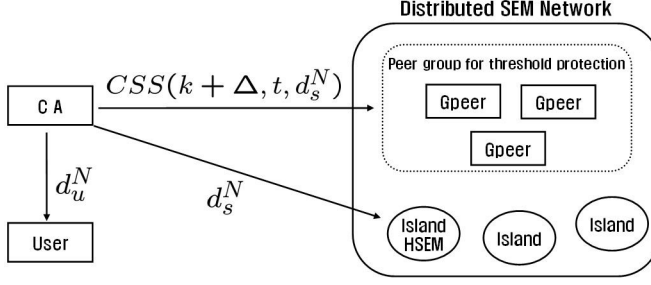 Distributed SEM Network
Peer group for threshold protection
CSS(k + Δ, t, d_s^N)
C A
Gpeer
Gpeer
Gpeer
d_u^N
d_s^N
User
Island
HSEM
Island
Island